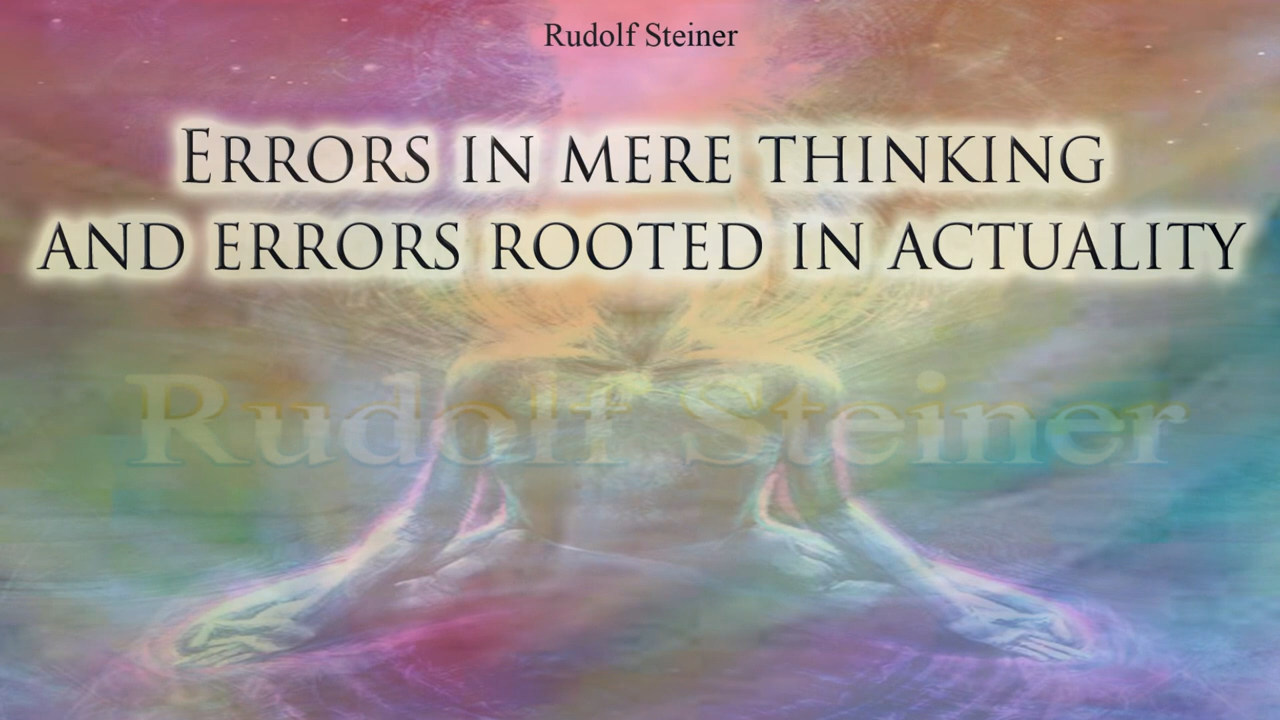 Rudolf Steiner
Errors in mere thinking
and errors rooted in actuality
Rudolf Steiner